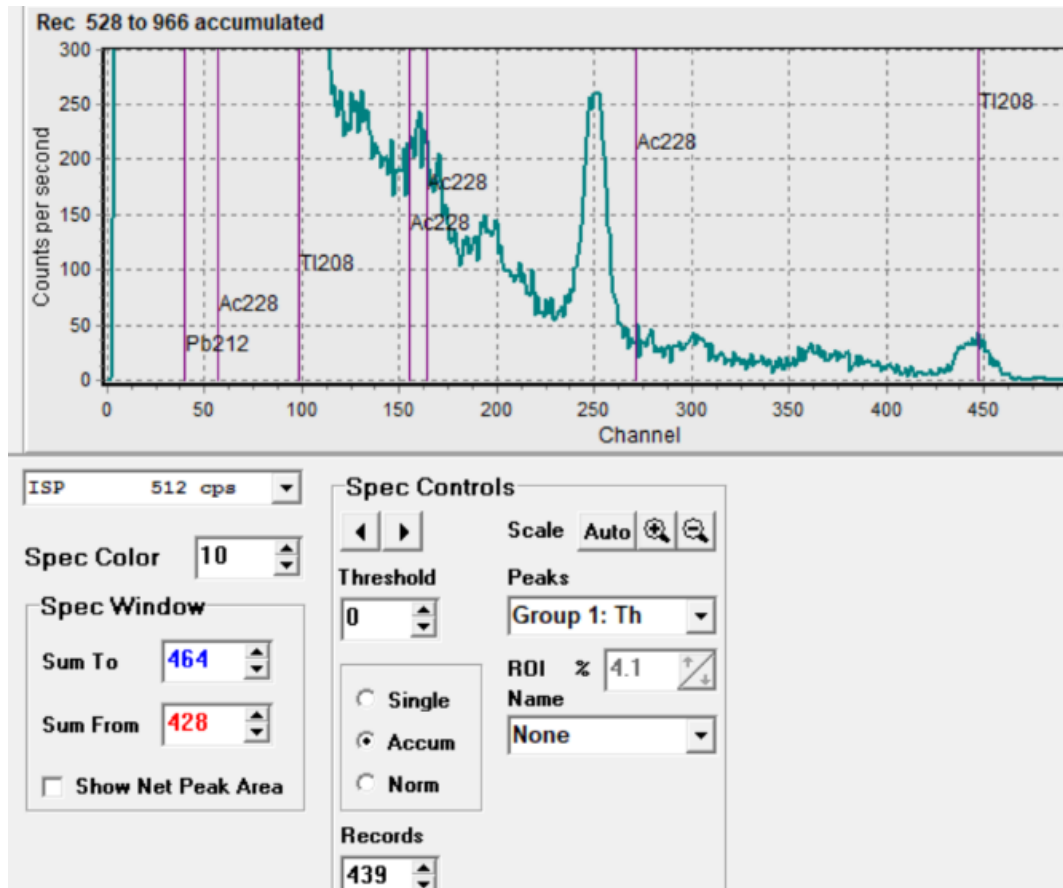 Rec 528 to 966 accumulated
300
250
200
150
100
50
0
Counts per second
Tl208
Ac228
Ac228
Ac228
Tl208
Ac228
Pb212
0 50 100 150 200 250 300 350 400 450
Channel
ISP 512 cps
Spec Color 10
Spec Window
Sum To 464
Sum From 428
Show Net Peak Area
Spec Controls
Scale Auto
Threshold
0
Peaks
Group 1: Th
ROI % 4.1
Name
None
Single
Accum
Norm
Records
439